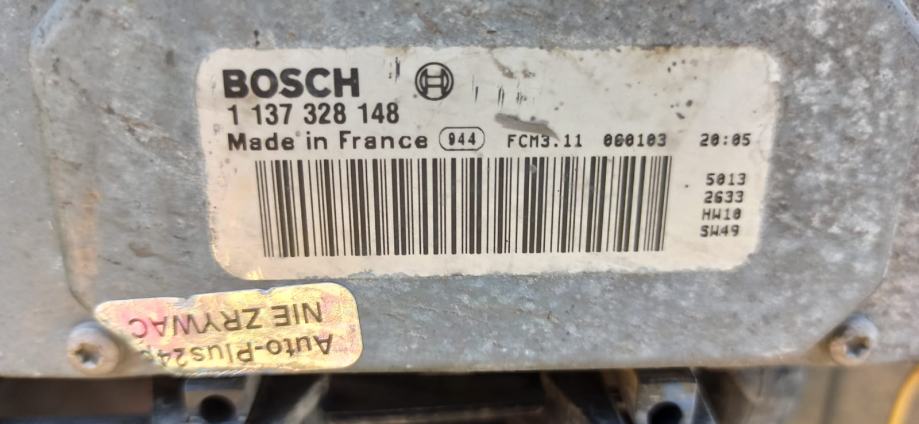 BOSCH
1 137 328 148
Made in France 944 FCM3.11 060103 20:05
5013
2633
HW10
SW49
Auto-Plus24
NIE ZRYWAC